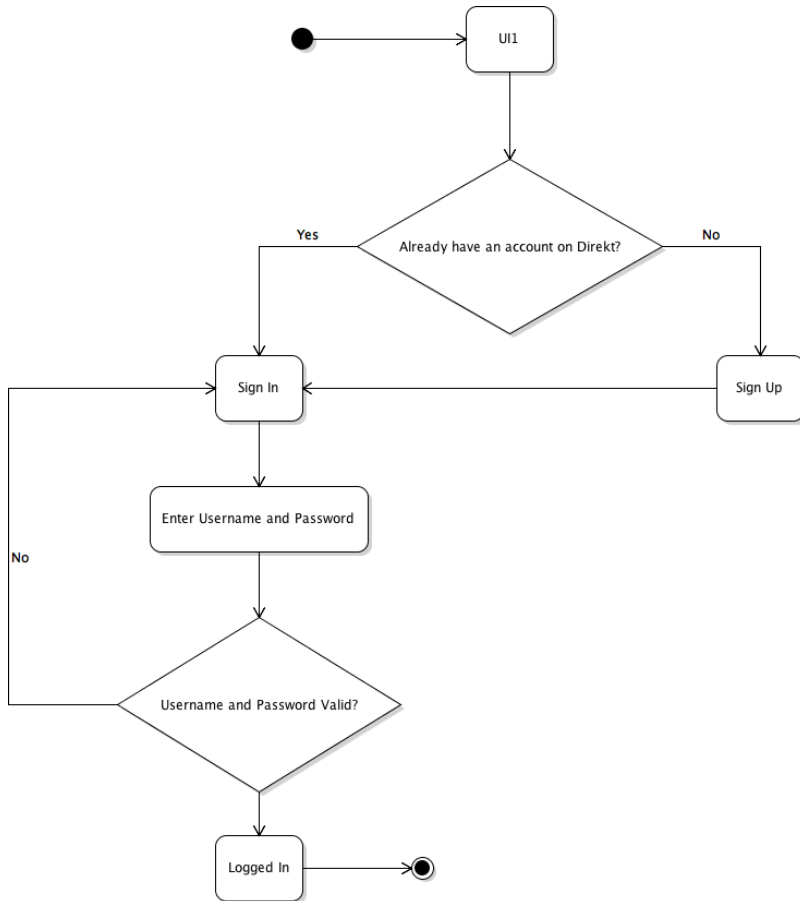 UI1
Already have an account on Direkt?
Yes
No
Sign In
Sign Up
Enter Username and Password
No
Username and Password Valid?
Logged In